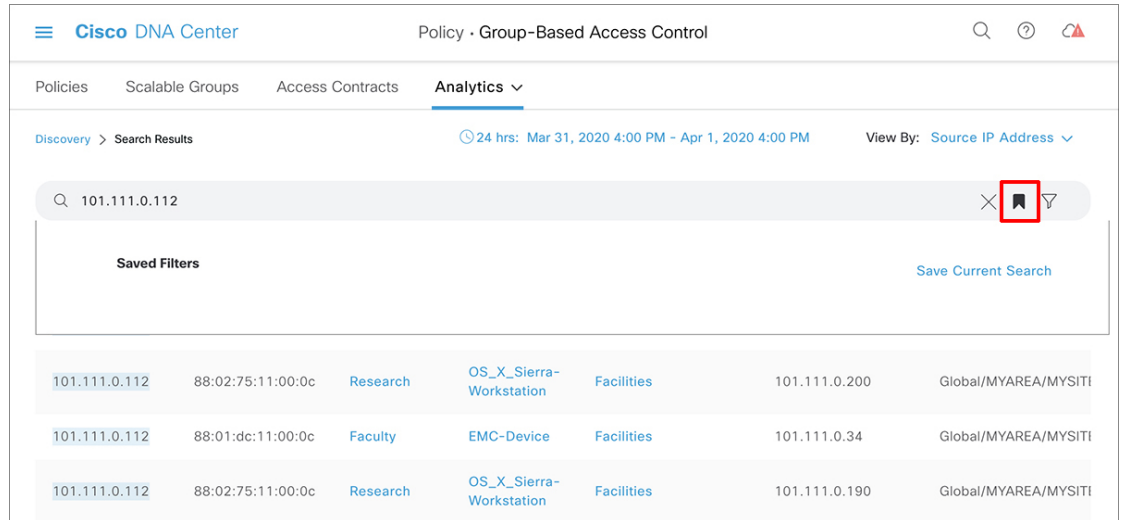 Cisco DNA Center
Policy · Group-Based Access Control
Policies Scalable Groups Access Contracts Analytics
Discovery > Search Results 24 hrs: Mar 31, 2020 4:00 PM - Apr 1, 2020 4:00 PM View By: Source IP Address
101.111.0.112
Saved Filters
Save Current Search
101.111.0.112 88:02:75:11:00:0c Research OS_X_Sierra-Workstation Facilities 101.111.0.200 Global/MYAREA/MYSITE
101.111.0.112 88:01:dc:11:00:0c Faculty EMC-Device Facilities 101.111.0.34 Global/MYAREA/MYSITE
101.111.0.112 88:02:75:11:00:0c Research OS_X_Sierra-Workstation Facilities 101.111.0.190 Global/MYAREA/MYSITE